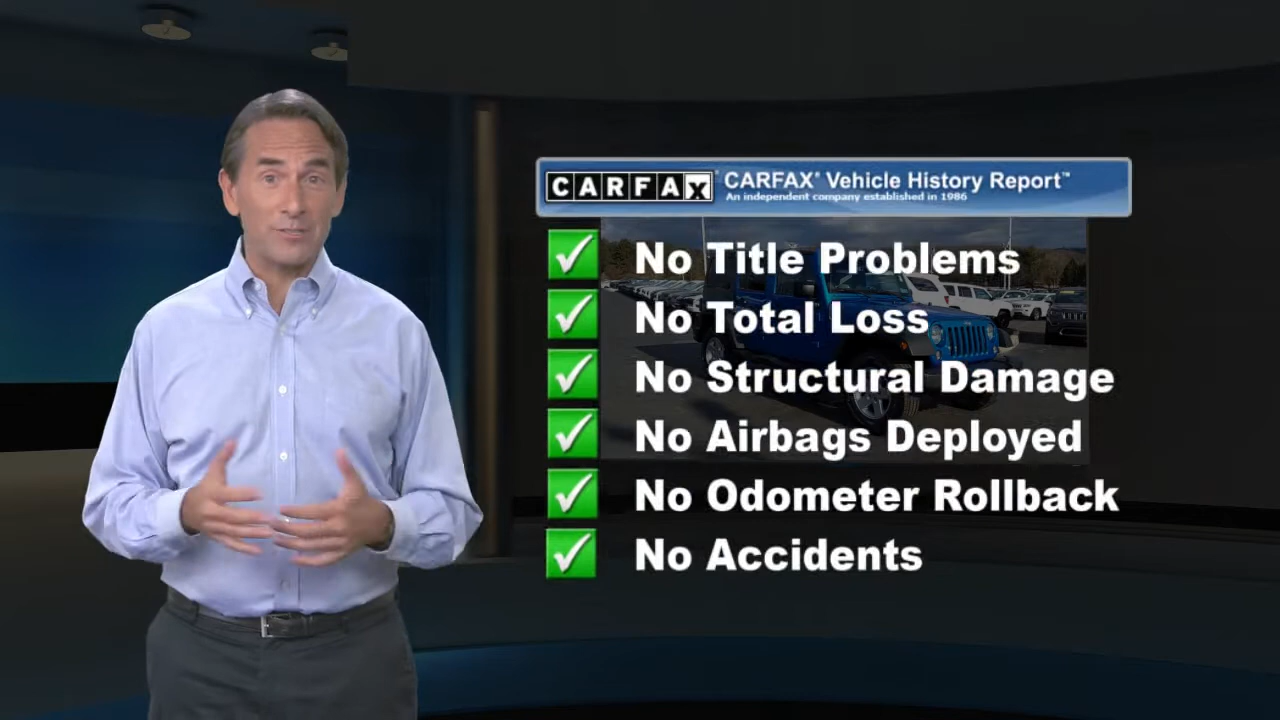 CARFAX
CARFAX® Vehicle History Report™
An independent company established in 1986
No Title Problems
No Total Loss
No Structural Damage
No Airbags Deployed
No Odometer Rollback
No Accidents